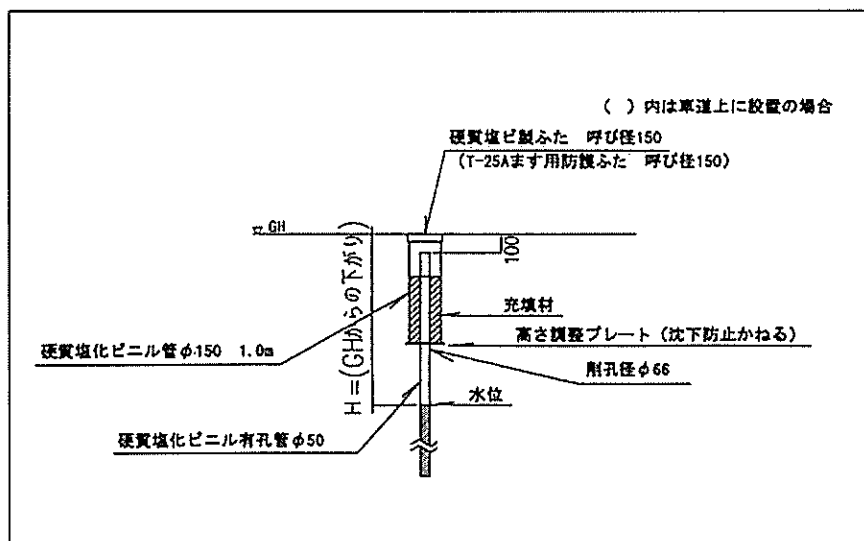 ( ) 内は車道上に設置の場合
硬質塩ビ製ふた 呼び径150
(T-25Aます用防護ふた 呼び径150)
▽GH
100
H=(GHからの下がり)
充填材
高さ調整プレート (沈下防止かねる)
硬質塩化ビニル管φ150 1.0m
削孔径φ66
水位
硬質塩化ビニル有孔管φ50